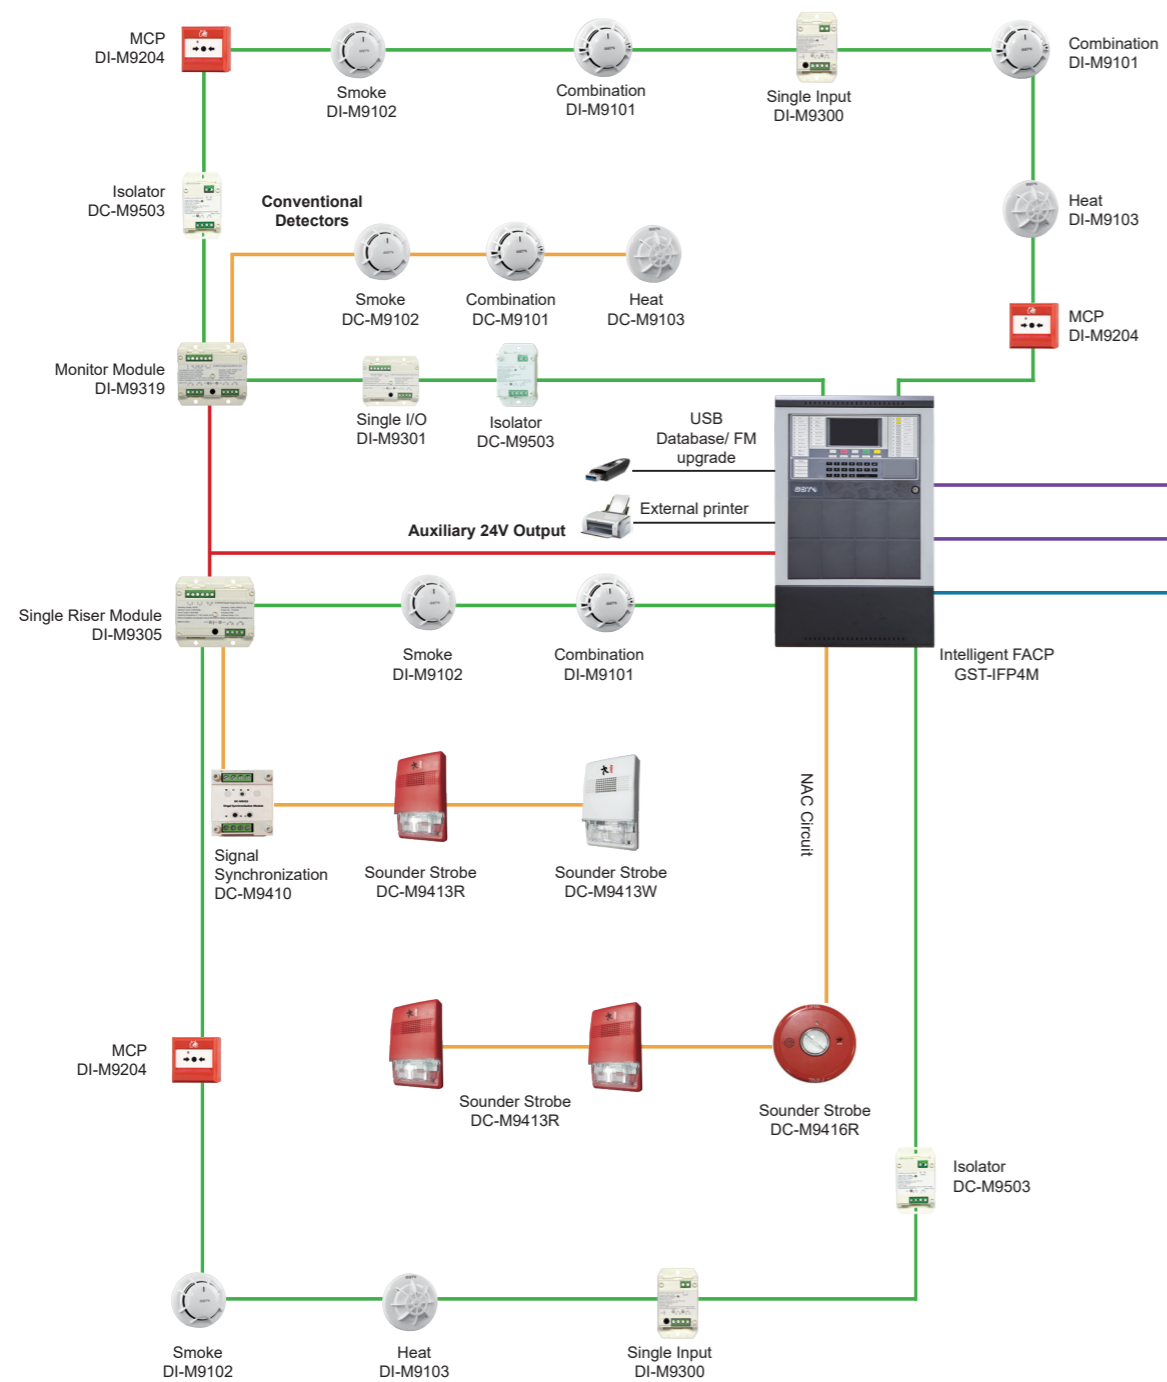 MCP
DI-M9204
Smoke
DI-M9102
Combination
DI-M9101
Single Input
DI-M9300
Combination
DI-M9101
Isolator
DC-M9503
Conventional
Detectors
Smoke
DC-M9102
Combination
DC-M9101
Heat
DC-M9103
Heat
DI-M9103
MCP
DI-M9204
Monitor Module
DI-M9319
Single I/O
DI-M9301
Isolator
DC-M9503
USB
Database/ FM
upgrade
External printer
Auxiliary 24V Output
Single Riser Module
DI-M9305
Smoke
DI-M9102
Combination
DI-M9101
Intelligent FACP
GST-IFP4M
NAC Circuit
Signal
Synchronization
DC-M9410
Sounder Strobe
DC-M9413R
Sounder Strobe
DC-M9413W
MCP
DI-M9204
Sounder Strobe
DC-M9413R
Sounder Strobe
DC-M9416R
Isolator
DC-M9503
Smoke
DI-M9102
Heat
DI-M9103
Single Input
DI-M9300